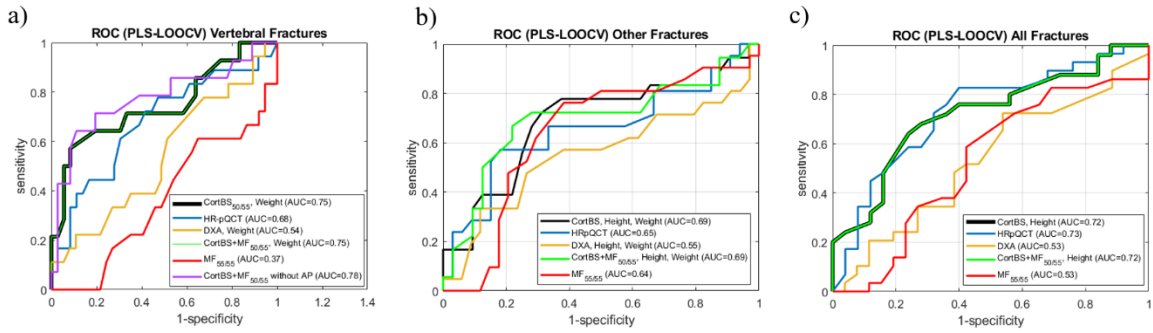 a)
ROC (PLS-LOOCV) Vertebral Fractures
1
0.8
0.6
0.4
0.2
0
sensitivity
0 0.2 0.4 0.6 0.8 1 1.2 1.4
1-specificity
CortBS50/55, Weight (AUC=0.75)
HR-pQCT (AUC=0.68)
DXA, Weight (AUC=0.54)
CortBS+MF50/55, Weight (AUC=0.75)
MF55/55 (AUC=0.37)
CortBS+MF50/55 without AP (AUC=0.78)
b)
ROC (PLS-LOOCV) Other Fractures
1
0.8
0.6
0.4
0.2
0
sensitivity
0 0.2 0.4 0.6 0.8 1
1-specificity
CortBS, Height, Weight (AUC=0.69)
HRpQCT (AUC=0.65)
DXA, Height, Weight (AUC=0.55)
CortBS+MF50/55, Height, Weight (AUC=0.69)
MF55/55 (AUC=0.64)
c)
ROC (PLS-LOOCV) All Fractures
1
0.8
0.6
0.4
0.2
0
sensitivity
0 0.2 0.4 0.6 0.8 1
1-specificity
CortBS, Height (AUC=0.72)
HRpQCT (AUC=0.73)
DXA (AUC=0.53)
CortBS+MF50/55, Height (AUC=0.72)
MF55/55 (AUC=0.53)